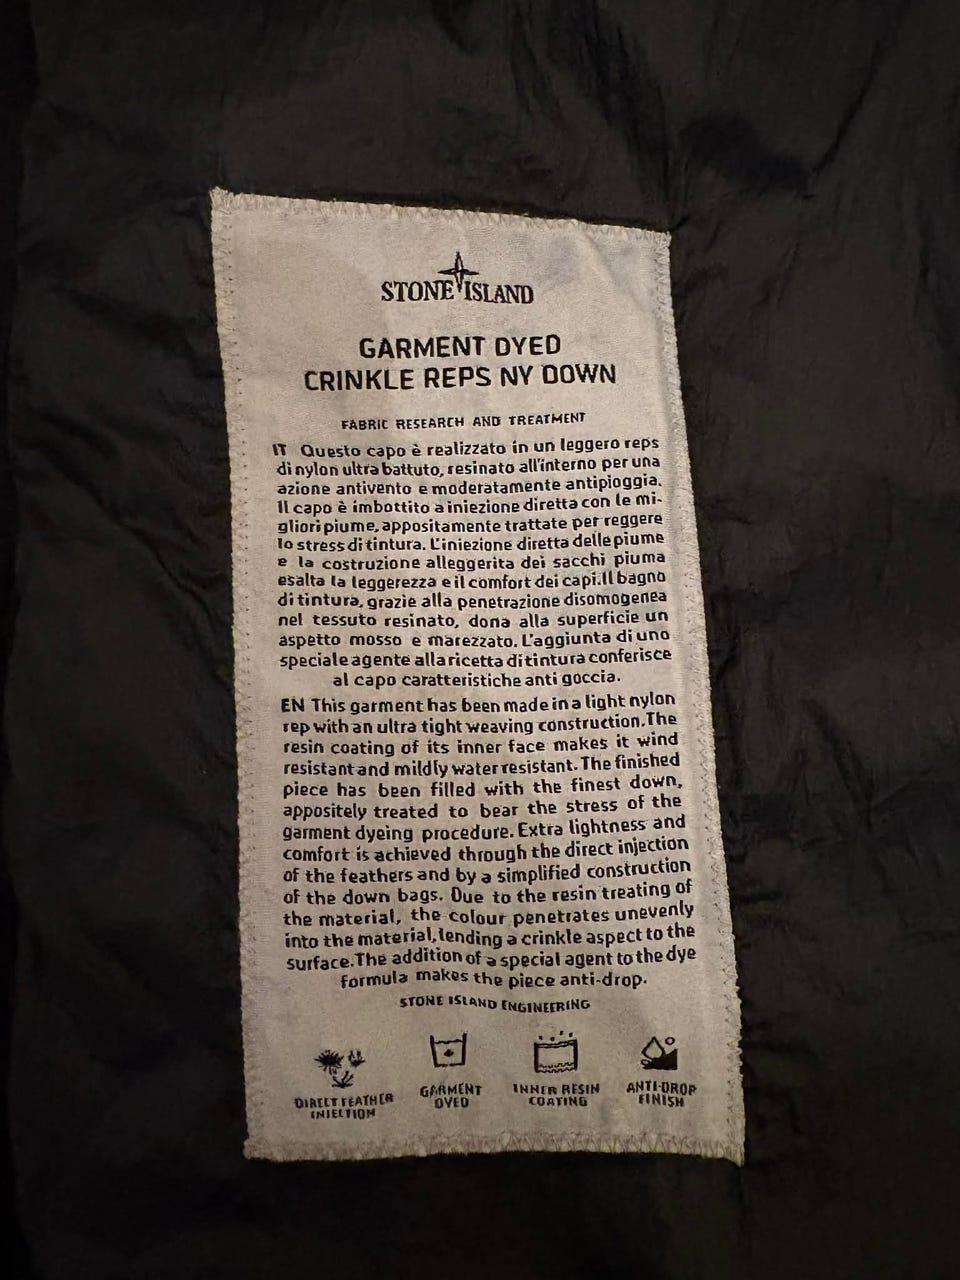 STONE ISLAND
GARMENT DYED
CRINKLE REPS NY DOWN
FABRIC RESEARCH AND TREATMENT
IT Questo capo è realizzato in un leggero reps
di nylon ultra battuto, resinato all'interno per una
azione antivento e moderatamente antipioggia.
Il capo è imbottito a iniezione diretta con le mi-
gliori piume, appositamente trattate per reggere
lo stress di tintura. L'iniezione diretta delle piume
e la costruzione alleggerita dei sacchi piuma
esalta la leggerezza e il comfort dei capi.Il bagno
di tintura, grazie alla penetrazione disomogenea
nel tessuto resinato, dona alla superficie un
aspetto mosso e marezzato. L'aggiunta di uno
speciale agente alla ricetta di tintura conferisce
al capo caratteristiche anti goccia.
EN This garment has been made in a light nylon
rep with an ultra tight weaving construction.The
resin coating of its inner face makes it wind
resistant and mildly water resistant. The finished
piece has been filled with the finest down,
appositely treated to bear the stress of the
garment dyeing procedure. Extra lightness and
comfort is achieved through the direct injection
of the feathers and by a simplified construction
of the down bags. Due to the resin treating of
the material, the colour penetrates unevenly
into the material, lending a crinkle aspect to the
surface.The addition of a special agent to the dye
formula makes the piece anti-drop.
STONE ISLAND ENGINEERING
DIRECT FEATHER
INJECTION
GARMENT
DYED
INNER RESIN
COATING
ANTI-DROP
FINISH